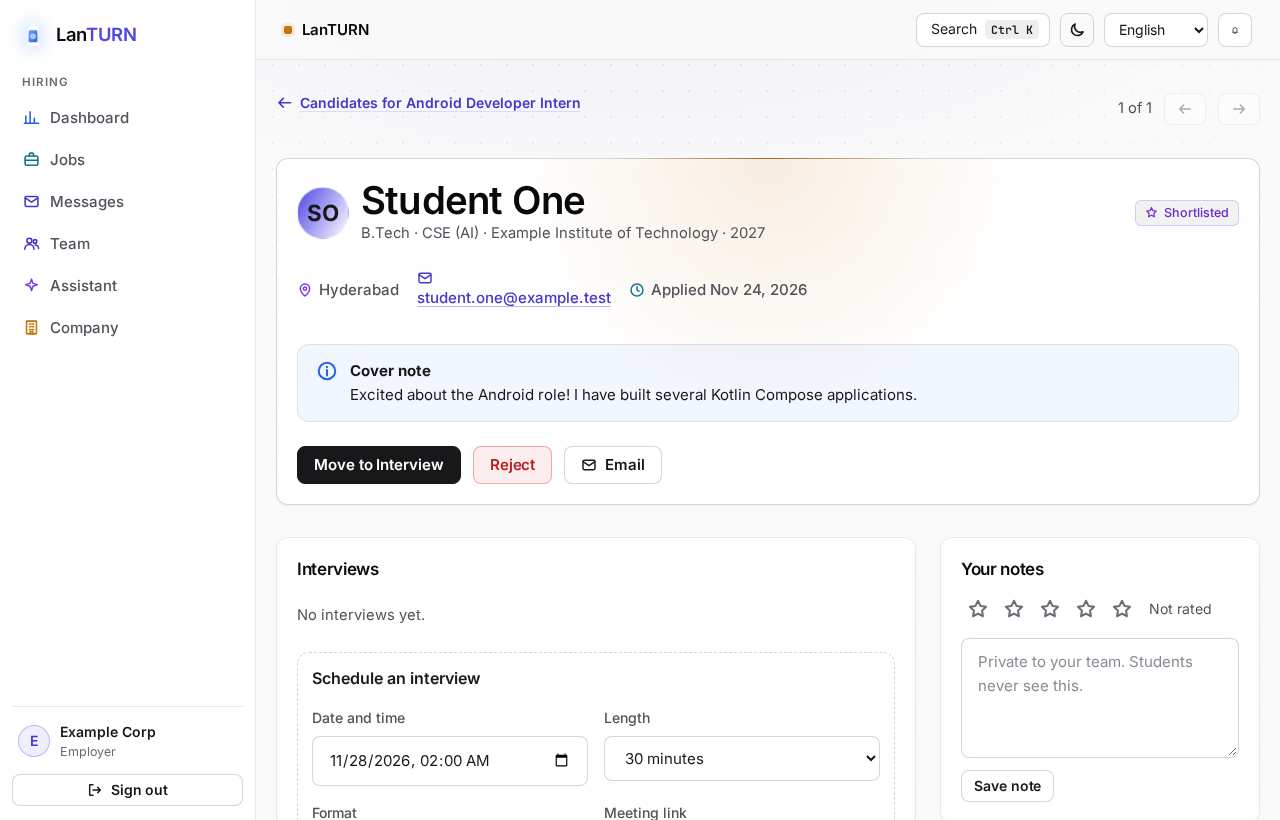 LanTURN
HIRING
Dashboard
Jobs
Messages
Team
Assistant
Company
E
Example Corp
Employer
Sign out
LanTURN
Search Ctrl K
English
Candidates for Android Developer Intern
1 of 1
SO
Student One
B.Tech · CSE (AI) · Example Institute of Technology · 2027
Shortlisted
Hyderabad
student.one@example.test
Applied Nov 24, 2026
Cover note
Excited about the Android role! I have built several Kotlin Compose applications.
Move to Interview
Reject
Email
Interviews
No interviews yet.
Schedule an interview
Date and time
Length
11/28/2026, 02:00 AM
30 minutes
Format
Meeting link
Your notes
Not rated
Private to your team. Students
never see this.
Save note